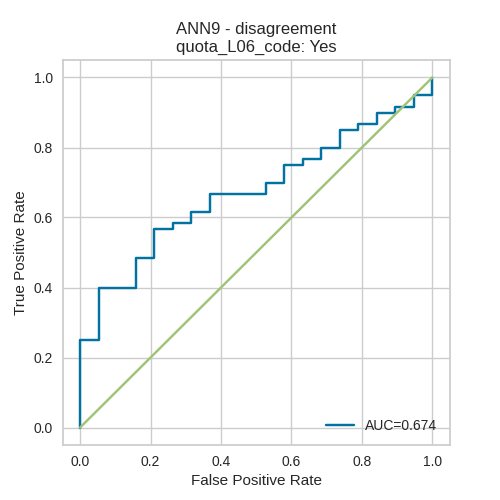 ANN9 - disagreement
quota_L06_code: Yes
True Positive Rate
1.0
0.8
0.6
0.4
0.2
0.0
AUC=0.674
0.0 0.2 0.4 0.6 0.8 1.0
False Positive Rate